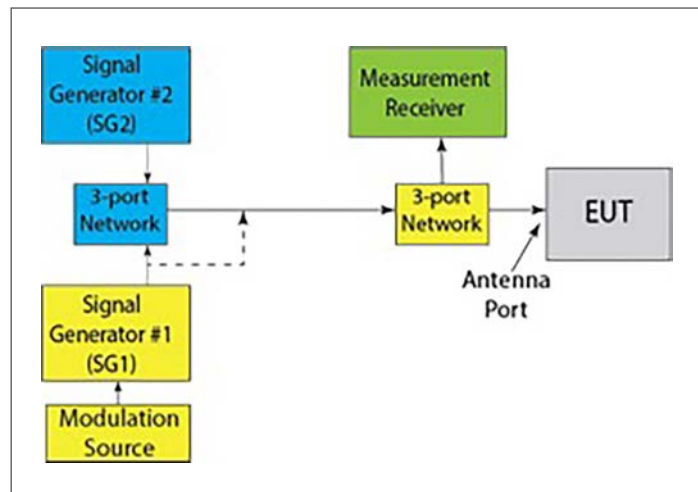 Signal
Generator #2
(SG2)
Measurement
Receiver
3-port
Network
3-port
Network
EUT
Antenna
Port
Signal
Generator #1
(SG1)
Modulation
Source